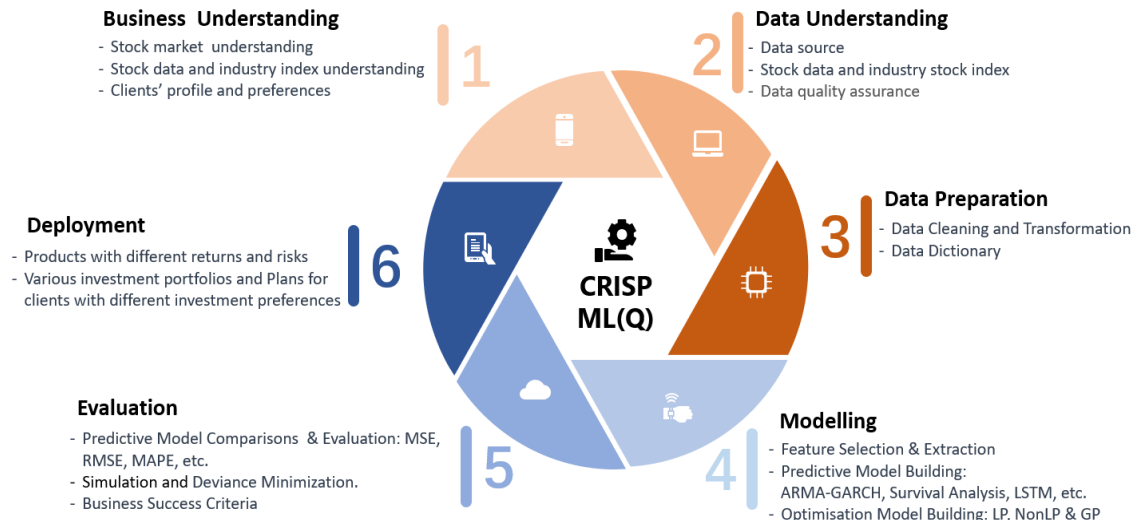 Business Understanding
- Stock market understanding
- Stock data and industry index understanding
- Clients' profile and preferences
1
2
Data Understanding
- Data source
- Stock data and industry stock index
- Data quality assurance
3
Data Preparation
- Data Cleaning and Transformation
- Data Dictionary
4
Modelling
- Feature Selection & Extraction
- Predictive Model Building:
ARMA-GARCH, Survival Analysis, LSTM, etc.
- Optimisation Model Building: LP, NonLP & GP
5
Evaluation
- Predictive Model Comparisons & Evaluation: MSE,
RMSE, MAPE, etc.
- Simulation and Deviance Minimization.
- Business Success Criteria
6
Deployment
- Products with different returns and risks
- Various investment portfolios and Plans for
clients with different investment preferences
CRISP
ML(Q)